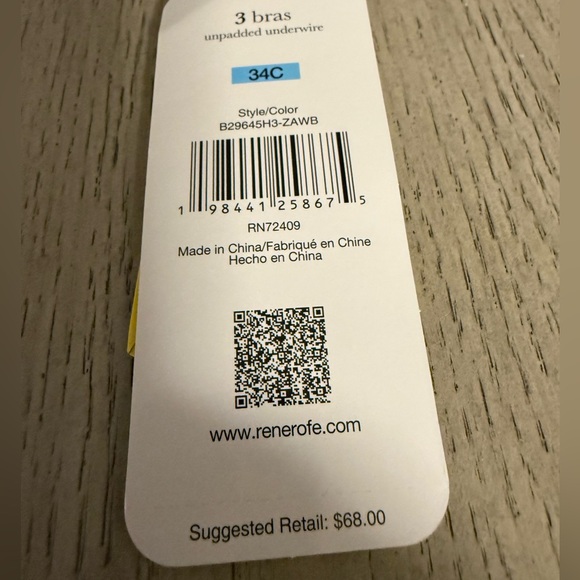 3 bras
unpadded underwire
34C
Style/Color
B29645H3-ZAWB
1 98441 25867 5
RN72409
Made in China/Fabriqué en Chine
Hecho en China
www.renerofe.com
Suggested Retail: $68.00